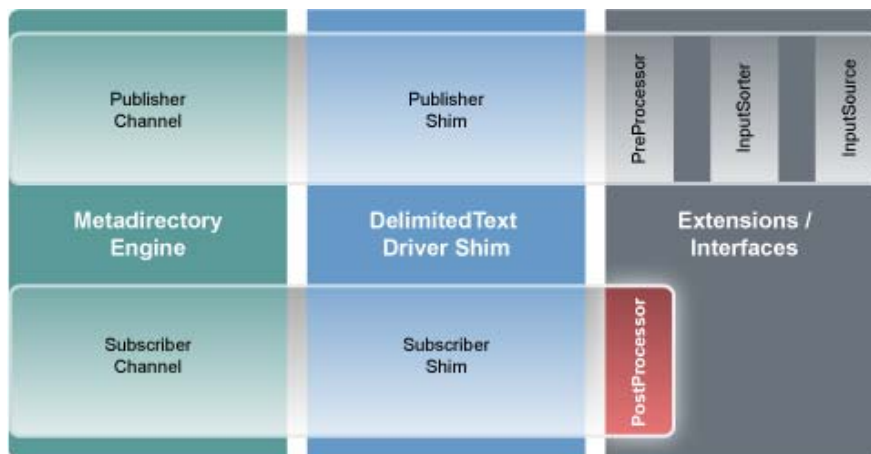 Publisher
Channel
Publisher
Shim
PreProcessor
InputSorter
InputSource
Metadirectory
Engine
DelimitedText
Driver Shim
Extensions /
Interfaces
Subscriber
Channel
Subscriber
Shim
PostProcessor